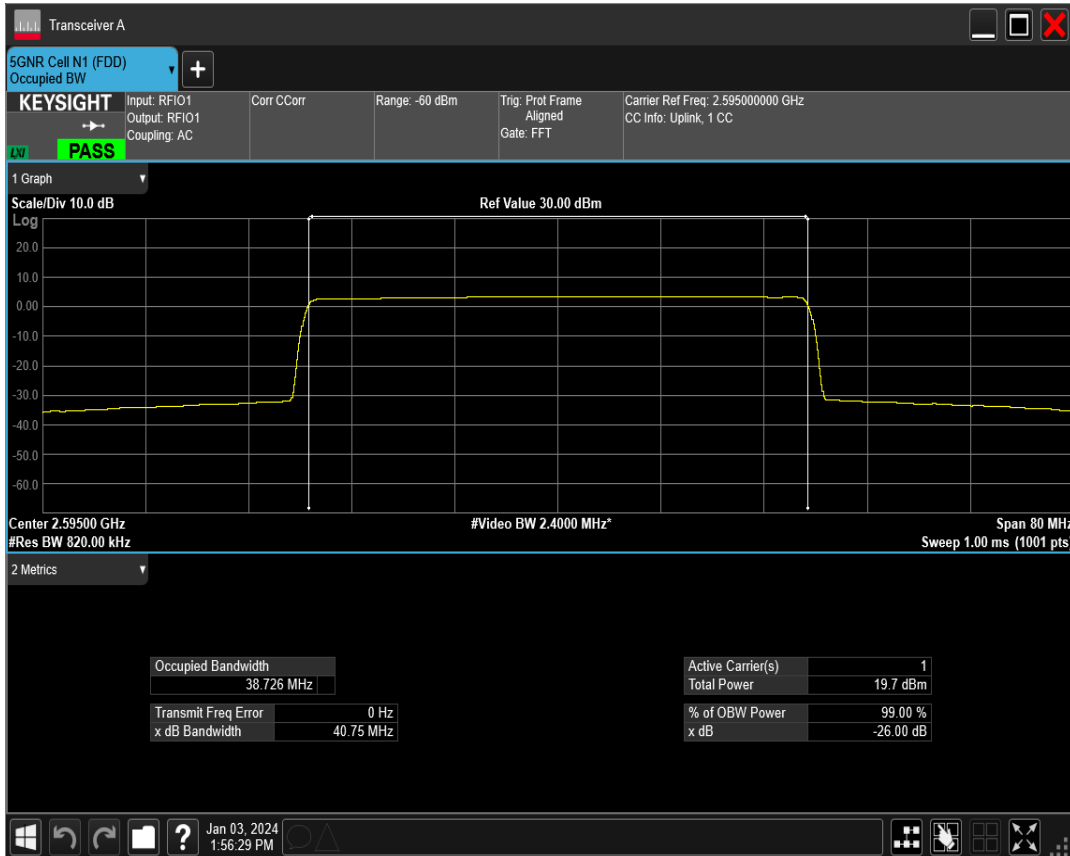 Transceiver A
5GNR Cell N1 (FDD)
Occupied BW
+
KEYSIGHT
LXI
PASS
Input: RFIO1
Output: RFIO1
Coupling: AC
Corr CCorr
Range: -60 dBm
Trig: Prot Frame
Aligned
Gate: FFT
Carrier Ref Freq: 2.595000000 GHz
CC Info: Uplink, 1 CC
1 Graph
Scale/Div 10.0 dB
Ref Value 30.00 dBm
Log
20.0
10.0
0.00
-10.0
-20.0
-30.0
-40.0
-50.0
-60.0
Center 2.59500 GHz
#Video BW 2.4000 MHz*
Span 80 MHz
#Res BW 820.00 kHz
Sweep 1.00 ms (1001 pts)
2 Metrics
Occupied Bandwidth
38.726 MHz
Transmit Freq Error 0 Hz
x dB Bandwidth 40.75 MHz
Active Carrier(s) 1
Total Power 19.7 dBm
% of OBW Power 99.00 %
x dB -26.00 dB
?
Jan 03, 2024
1:56:29 PM